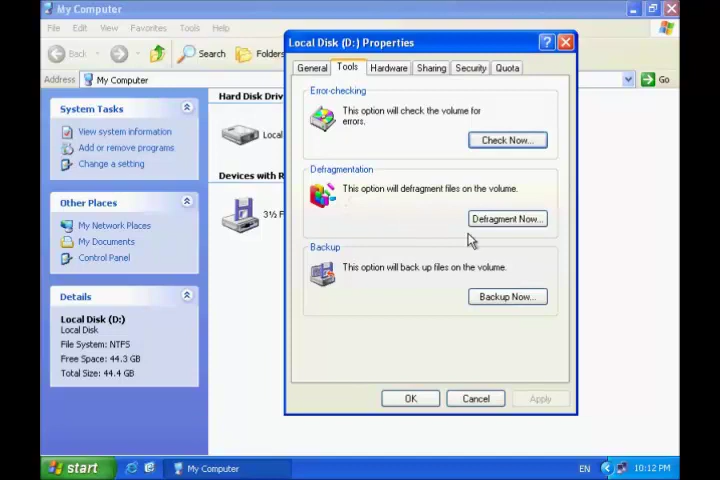 My Computer
File Edit View Favorites Tools Help
Back Search Folders
Address My Computer Go
System Tasks
View system information
Add or remove programs
Change a setting
Other Places
My Network Places
My Documents
Control Panel
Details
Local Disk (D:)
Local Disk
File System: NTFS
Free Space: 44.3 GB
Total Size: 44.4 GB
Hard Disk Driv
Local
Devices with R
3½ F
Local Disk (D:) Properties
General Tools Hardware Sharing Security Quota
Error-checking
This option will check the volume for
errors.
Check Now...
Defragmentation
This option will defragment files on the volume.
Defragment Now...
Backup
This option will back up files on the volume.
Backup Now...
OK Cancel Apply
start My Computer EN 10:12 PM